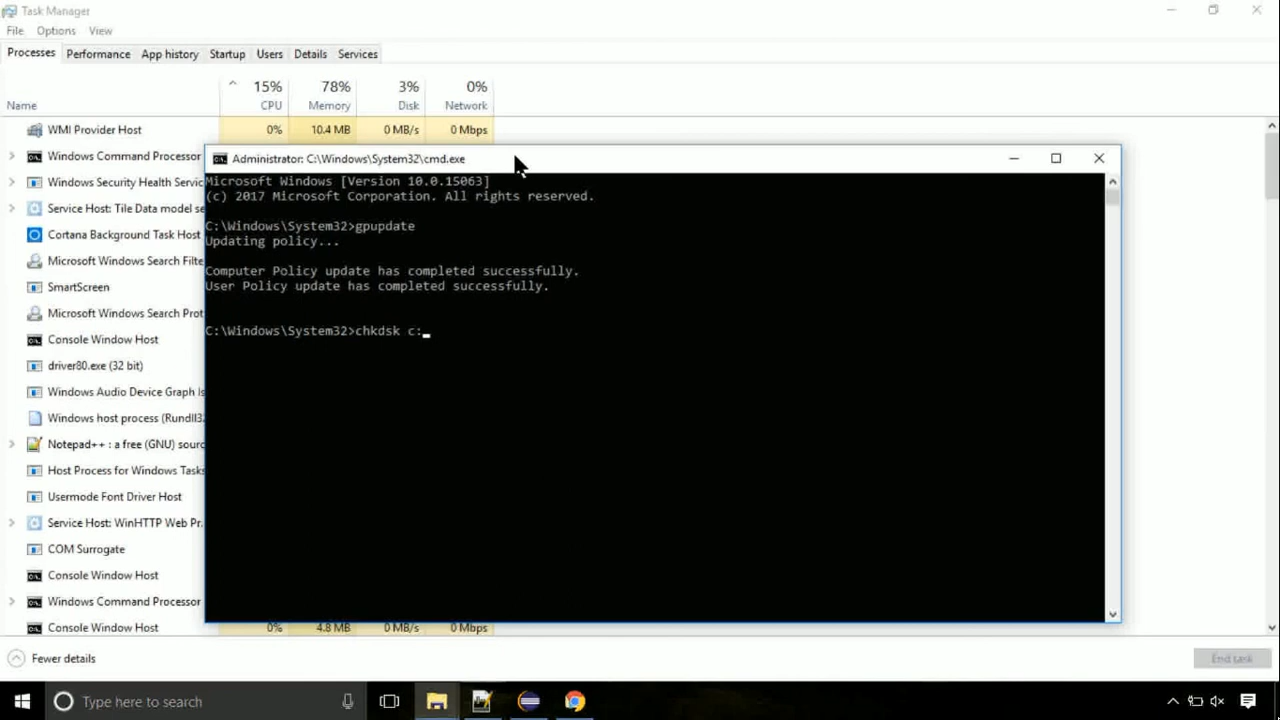 Task Manager
File Options View
Processes Performance App history Startup Users Details Services
15% 78% 3% 0%
Name CPU Memory Disk Network
WMI Provider Host 0% 10.4 MB 0 MB/s 0 Mbps
Windows Command Processor
Windows Security Health Servic
Service Host: Tile Data model se
Cortana Background Task Host
Microsoft Windows Search Filte
SmartScreen
Microsoft Windows Search Prot
Console Window Host
driver80.exe (32 bit)
Windows Audio Device Graph Is
Windows host process (Rundll32
Notepad++ : a free (GNU) sourc
Host Process for Windows Tasks
Usermode Font Driver Host
Service Host: WinHTTP Web Pr.
COM Surrogate
Console Window Host
Windows Command Processor
Console Window Host 0% 4.8 MB 0 MB/s 0 Mbps
Administrator: C:\Windows\System32\cmd.exe
Microsoft Windows [Version 10.0.15063]
(c) 2017 Microsoft Corporation. All rights reserved.
C:\Windows\System32>gpupdate
Updating policy...
Computer Policy update has completed successfully.
User Policy update has completed successfully.
C:\Windows\System32>chkdsk c:_
Fewer details
End task
Type here to search